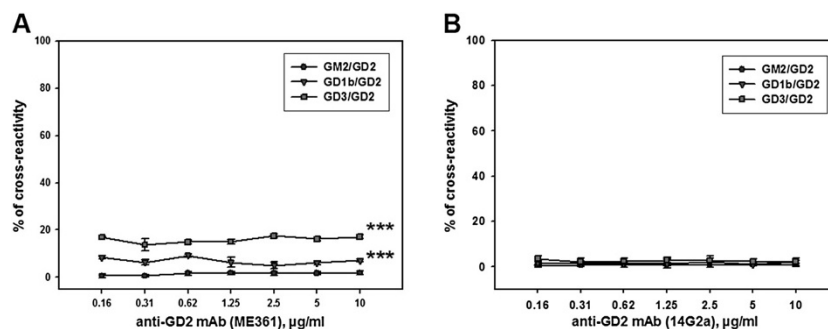 A
% of cross-reactivity
100
80
60
40
20
0
GM2/GD2
GD1b/GD2
GD3/GD2
***
***
0.16 0.31 0.62 1.25 2.5 5 10
anti-GD2 mAb (ME361), µg/ml
B
% of cross-reactivity
100
80
60
40
20
0
GM2/GD2
GD1b/GD2
GD3/GD2
0.16 0.31 0.62 1.25 2.5 5 10
anti-GD2 mAb (14G2a), µg/ml